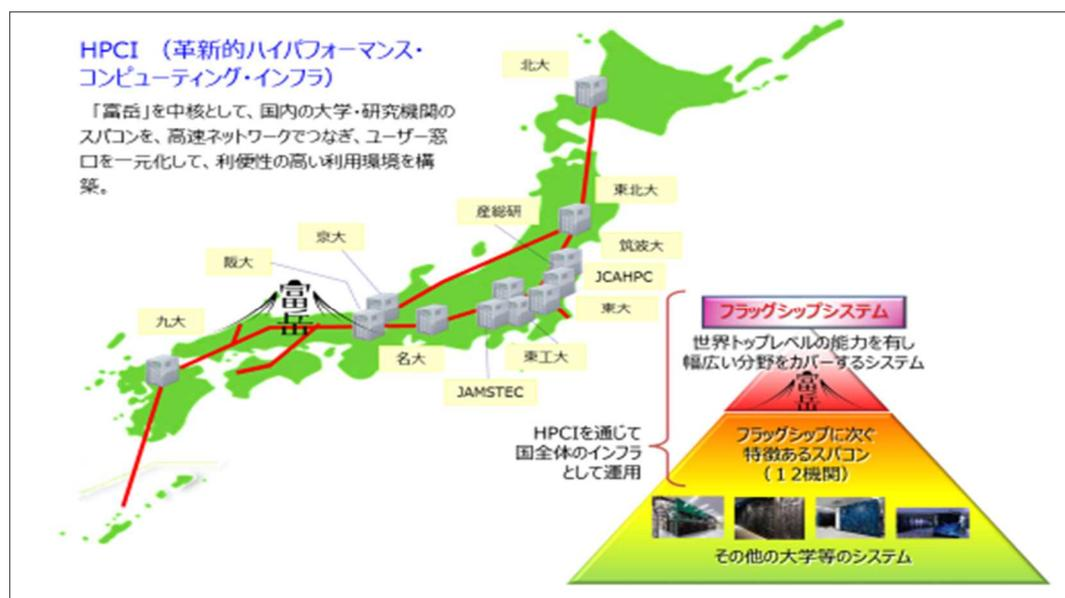 HPCI （革新的ハイパフォーマンス・
コンピューティング・インフラ）
「富岳」を中核として、国内の大学・研究機関の
スパコンを、高速ネットワークでつなぎ、ユーザー窓
口を一元化して、利便性の高い利用環境を構
築。
北大
東北大
産総研
筑波大
京大
阪大
JCAHPC
富岳
東大
九大
名大
東工大
JAMSTEC
フラッグシップシステム
世界トップレベルの能力を有し
幅広い分野をカバーするシステム
富岳
HPCIを通じて
国全体のインフラ
として運用
フラッグシップに次ぐ
特徴あるスパコン
（１２機関）
その他の大学等のシステム